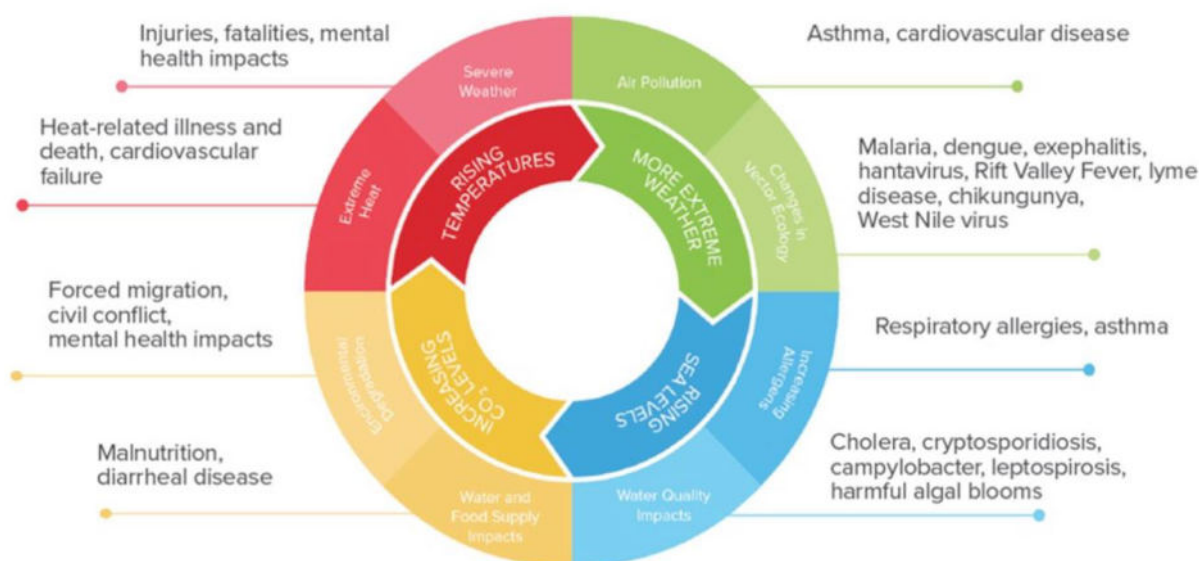 Injuries, fatalities, mental
health impacts
Heat-related illness and
death, cardiovascular
failure
Forced migration,
civil conflict,
mental health impacts
Malnutrition,
diarrheal disease
Severe
Weather
Air Pollution
Extreme
Heat
Changes in
Vector Ecology
Encironmental
Degradation
Increasing
Allergens
Water and
Food Supply
Impacts
Water Quality
Impacts
RISING
TEMPERATURES
MORE EXTREME
WEATHER
INCREASING
CO₂ LEVELS
RISING
SEA LEVELS
Asthma, cardiovascular disease
Malaria, dengue, exephalitis,
hantavirus, Rift Valley Fever, lyme
disease, chikungunya,
West Nile virus
Respiratory allergies, asthma
Cholera, cryptosporidiosis,
campylobacter, leptospirosis,
harmful algal blooms